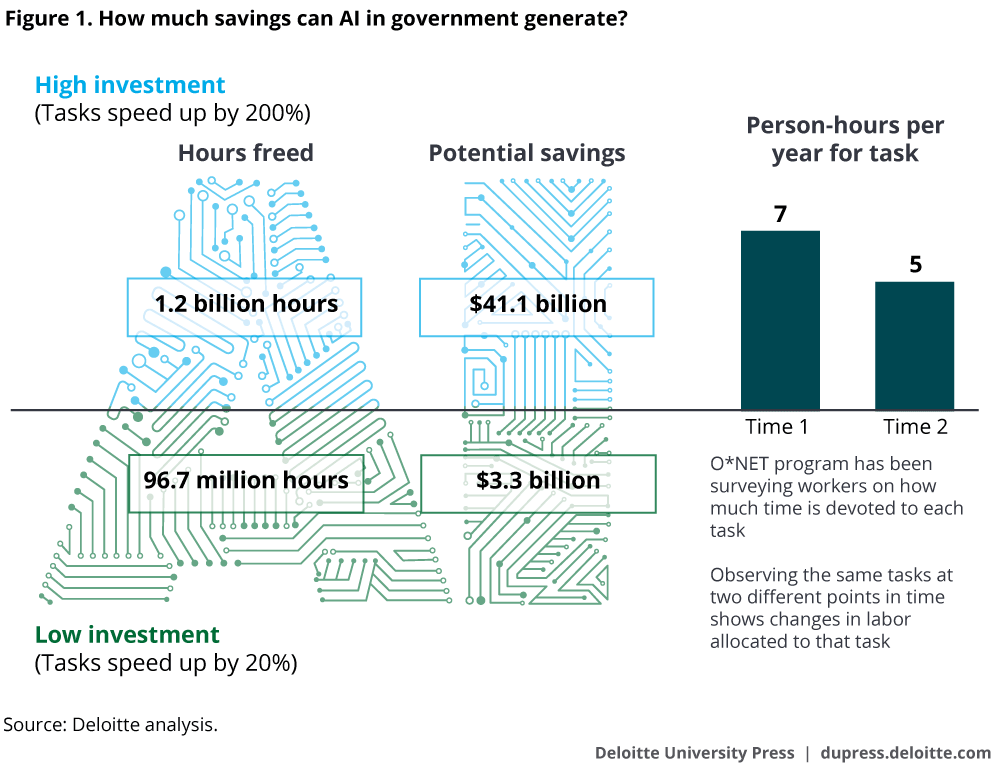 Figure 1. How much savings can AI in government generate?
High investment
(Tasks speed up by 200%)
Hours freed
Potential savings
1.2 billion hours
$41.1 billion
96.7 million hours
$3.3 billion
Low investment
(Tasks speed up by 20%)
Person-hours per
year for task
7
5
Time 1
Time 2
O*NET program has been
surveying workers on how
much time is devoted to each
task
Observing the same tasks at
two different points in time
shows changes in labor
allocated to that task
Source: Deloitte analysis.
Deloitte University Press | dupress.deloitte.com